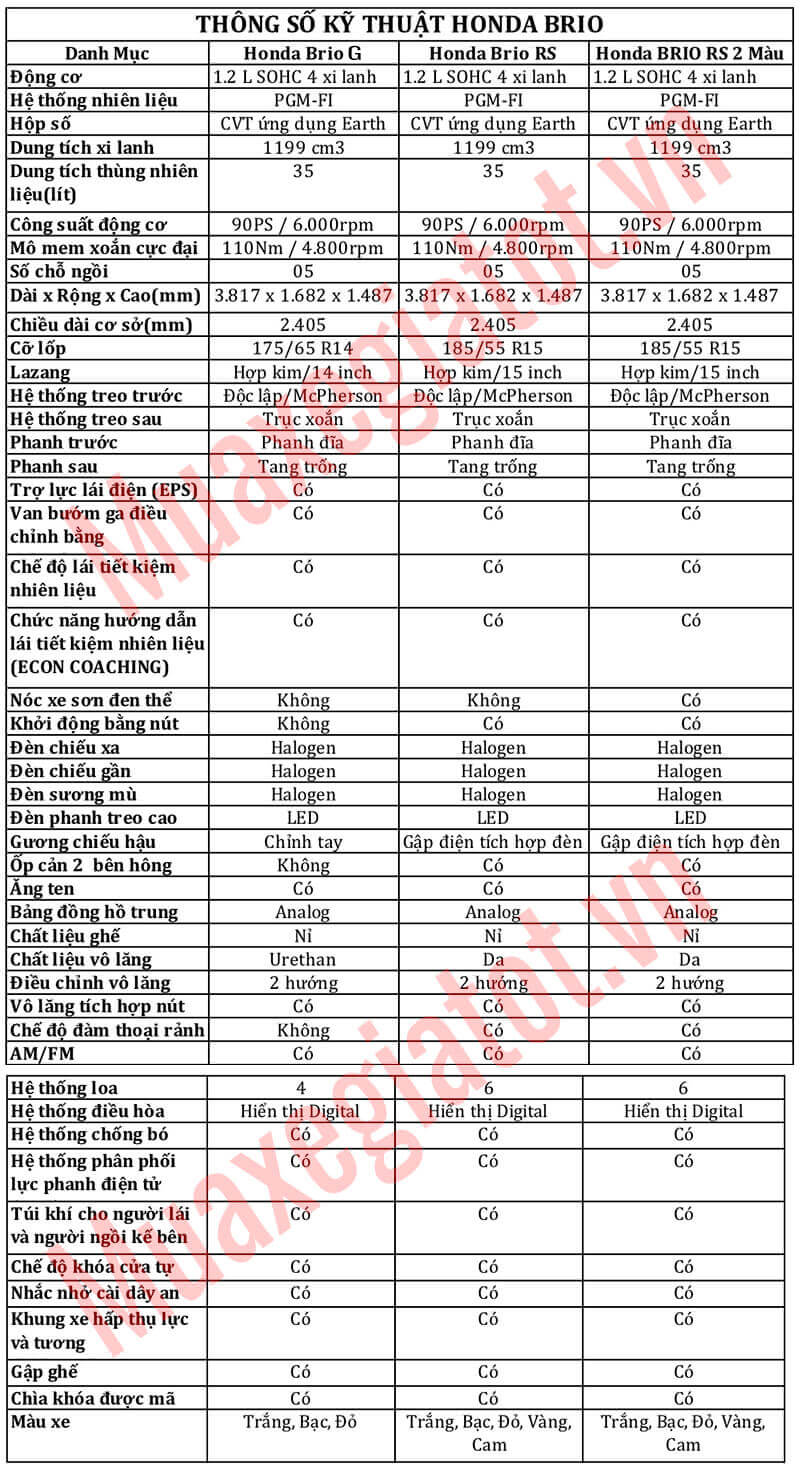 THÔNG SỐ KỸ THUẬT HONDA BRIO
Danh Mục Honda Brio G Honda Brio RS Honda BRIO RS 2 Màu
Động cơ 1.2 L SOHC 4 xi lanh 1.2 L SOHC 4 xi lanh 1.2 L SOHC 4 xi lanh
Hệ thống nhiên liệu PGM-FI PGM-FI PGM-FI
Hộp số CVT ứng dụng Earth CVT ứng dụng Earth CVT ứng dụng Earth
Dung tích xi lanh 1199 cm3 1199 cm3 1199 cm3
Dung tích thùng nhiên 35 35 35
liệu(lít)
Công suất động cơ 90PS / 6.000rpm 90PS / 6.000rpm 90PS / 6.000rpm
Mô mem xoắn cực đại 110Nm / 4.800rpm 110Nm / 4.800rpm 110Nm / 4.800rpm
Số chỗ ngồi 05 05 05
Dài x Rộng x Cao(mm) 3.817 x 1.682 x 1.487 3.817 x 1.682 x 1.487 3.817 x 1.682 x 1.487
Chiều dài cơ sở(mm) 2.405 2.405 2.405
Cỡ lốp 175/65 R14 185/55 R15 185/55 R15
Lazang Hợp kim/14 inch Hợp kim/15 inch Hợp kim/15 inch
Hệ thống treo trước Độc lập/McPherson Độc lập/McPherson Độc lập/McPherson
Hệ thống treo sau Trục xoắn Trục xoắn Trục xoắn
Phanh trước Phanh đĩa Phanh đĩa Phanh đĩa
Phanh sau Tang trống Tang trống Tang trống
Trợ lực lái điện (EPS) Có Có Có
Van bướm ga điều Có Có Có
chỉnh bằng
Chế độ lái tiết kiệm Có Có Có
nhiên liệu
Chức năng hướng dẫn Có Có Có
lái tiết kiệm nhiên liệu
(ECON COACHING)
Nóc xe sơn đen thể Không Không Có
Khởi động bằng nút Không Có Có
Đèn chiếu xa Halogen Halogen Halogen
Đèn chiếu gần Halogen Halogen Halogen
Đèn sương mù Halogen Halogen Halogen
Đèn phanh treo cao LED LED LED
Gương chiếu hậu Chỉnh tay Gập điện tích hợp đèn Gập điện tích hợp đèn
Ốp cản 2 bên hông Không Có Có
Ăng ten Có Có Có
Bảng đồng hồ trung Analog Analog Analog
Chất liệu ghế Nỉ Nỉ Nỉ
Chất liệu vô lăng Urethan Da Da
Điều chỉnh vô lăng 2 hướng 2 hướng 2 hướng
Vô lăng tích hợp nút Có Có Có
Chế độ đàm thoại rảnh Không Có Có
AM/FM Có Có Có
Hệ thống loa 4 6 6
Hệ thống điều hòa Hiển thị Digital Hiển thị Digital Hiển thị Digital
Hệ thống chống bó Có Có Có
Hệ thống phân phối Có Có Có
lực phanh điện tử
Túi khí cho người lái Có Có Có
và người ngồi kế bên
Chế độ khóa cửa tự Có Có Có
Nhắc nhở cài dây an Có Có Có
Khung xe hấp thụ lực Có Có Có
và tương
Gập ghế Có Có Có
Chìa khóa được mã Có Có Có
Màu xe Trắng, Bạc, Đỏ Trắng, Bạc, Đỏ, Vàng, Trắng, Bạc, Đỏ, Vàng,
Cam Cam
Muaxegiatot.vn
Muaxegiatot.vn